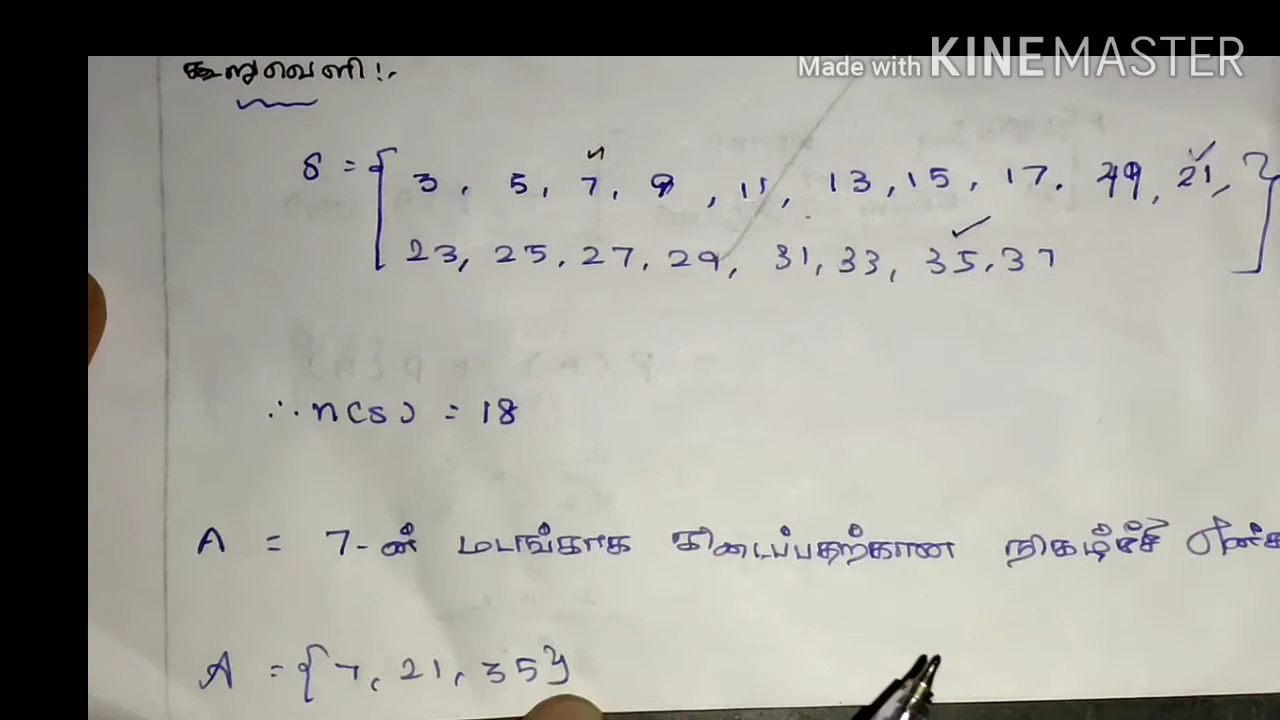 கூறுவெளி :-
Made with KINEMASTER
S = { 3, 5, 7, 9, 11, 13, 15, 17, 19, 21,
23, 25, 27, 29, 31, 33, 35, 37 }
∴ n(S) = 18
A = 7-ன் மடங்காக கிடைப்பதற்கான நிகழ்ச்சி என்க
A = {7, 21, 35}